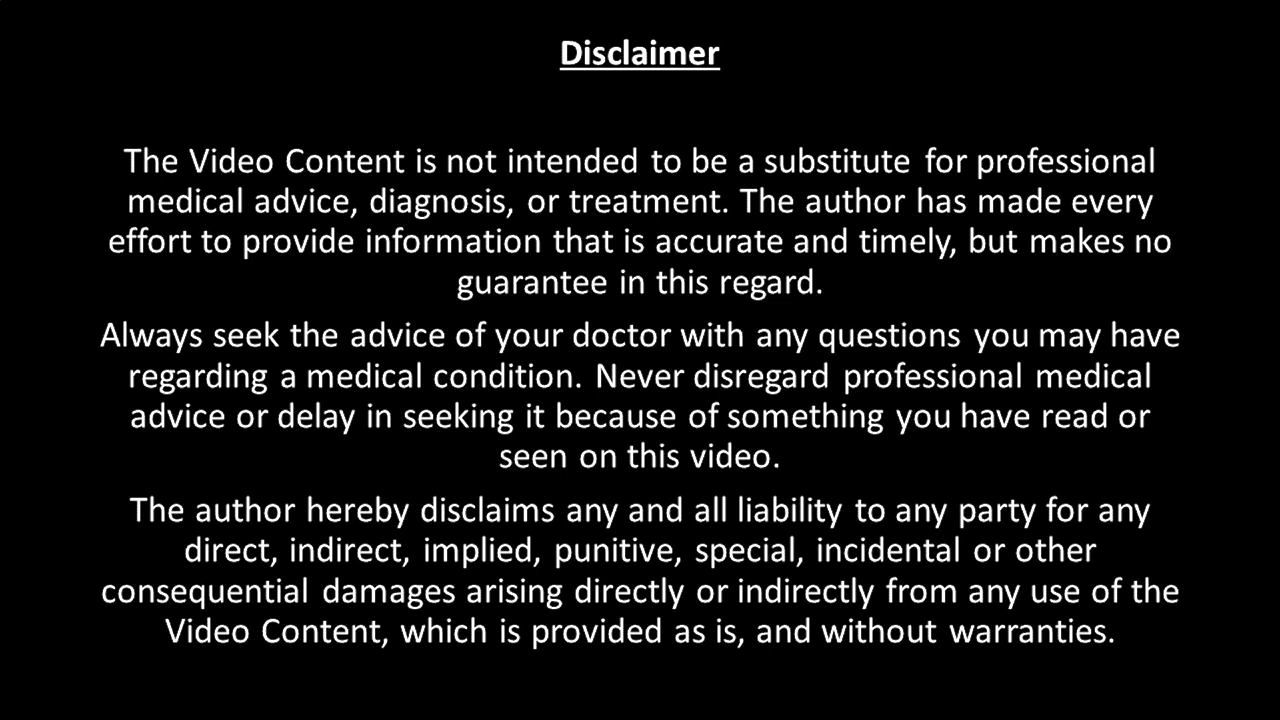 Disclaimer
The Video Content is not intended to be a substitute for professional
medical advice, diagnosis, or treatment. The author has made every
effort to provide information that is accurate and timely, but makes no
guarantee in this regard.
Always seek the advice of your doctor with any questions you may have
regarding a medical condition. Never disregard professional medical
advice or delay in seeking it because of something you have read or
seen on this video.
The author hereby disclaims any and all liability to any party for any
direct, indirect, implied, punitive, special, incidental or other
consequential damages arising directly or indirectly from any use of the
Video Content, which is provided as is, and without warranties.